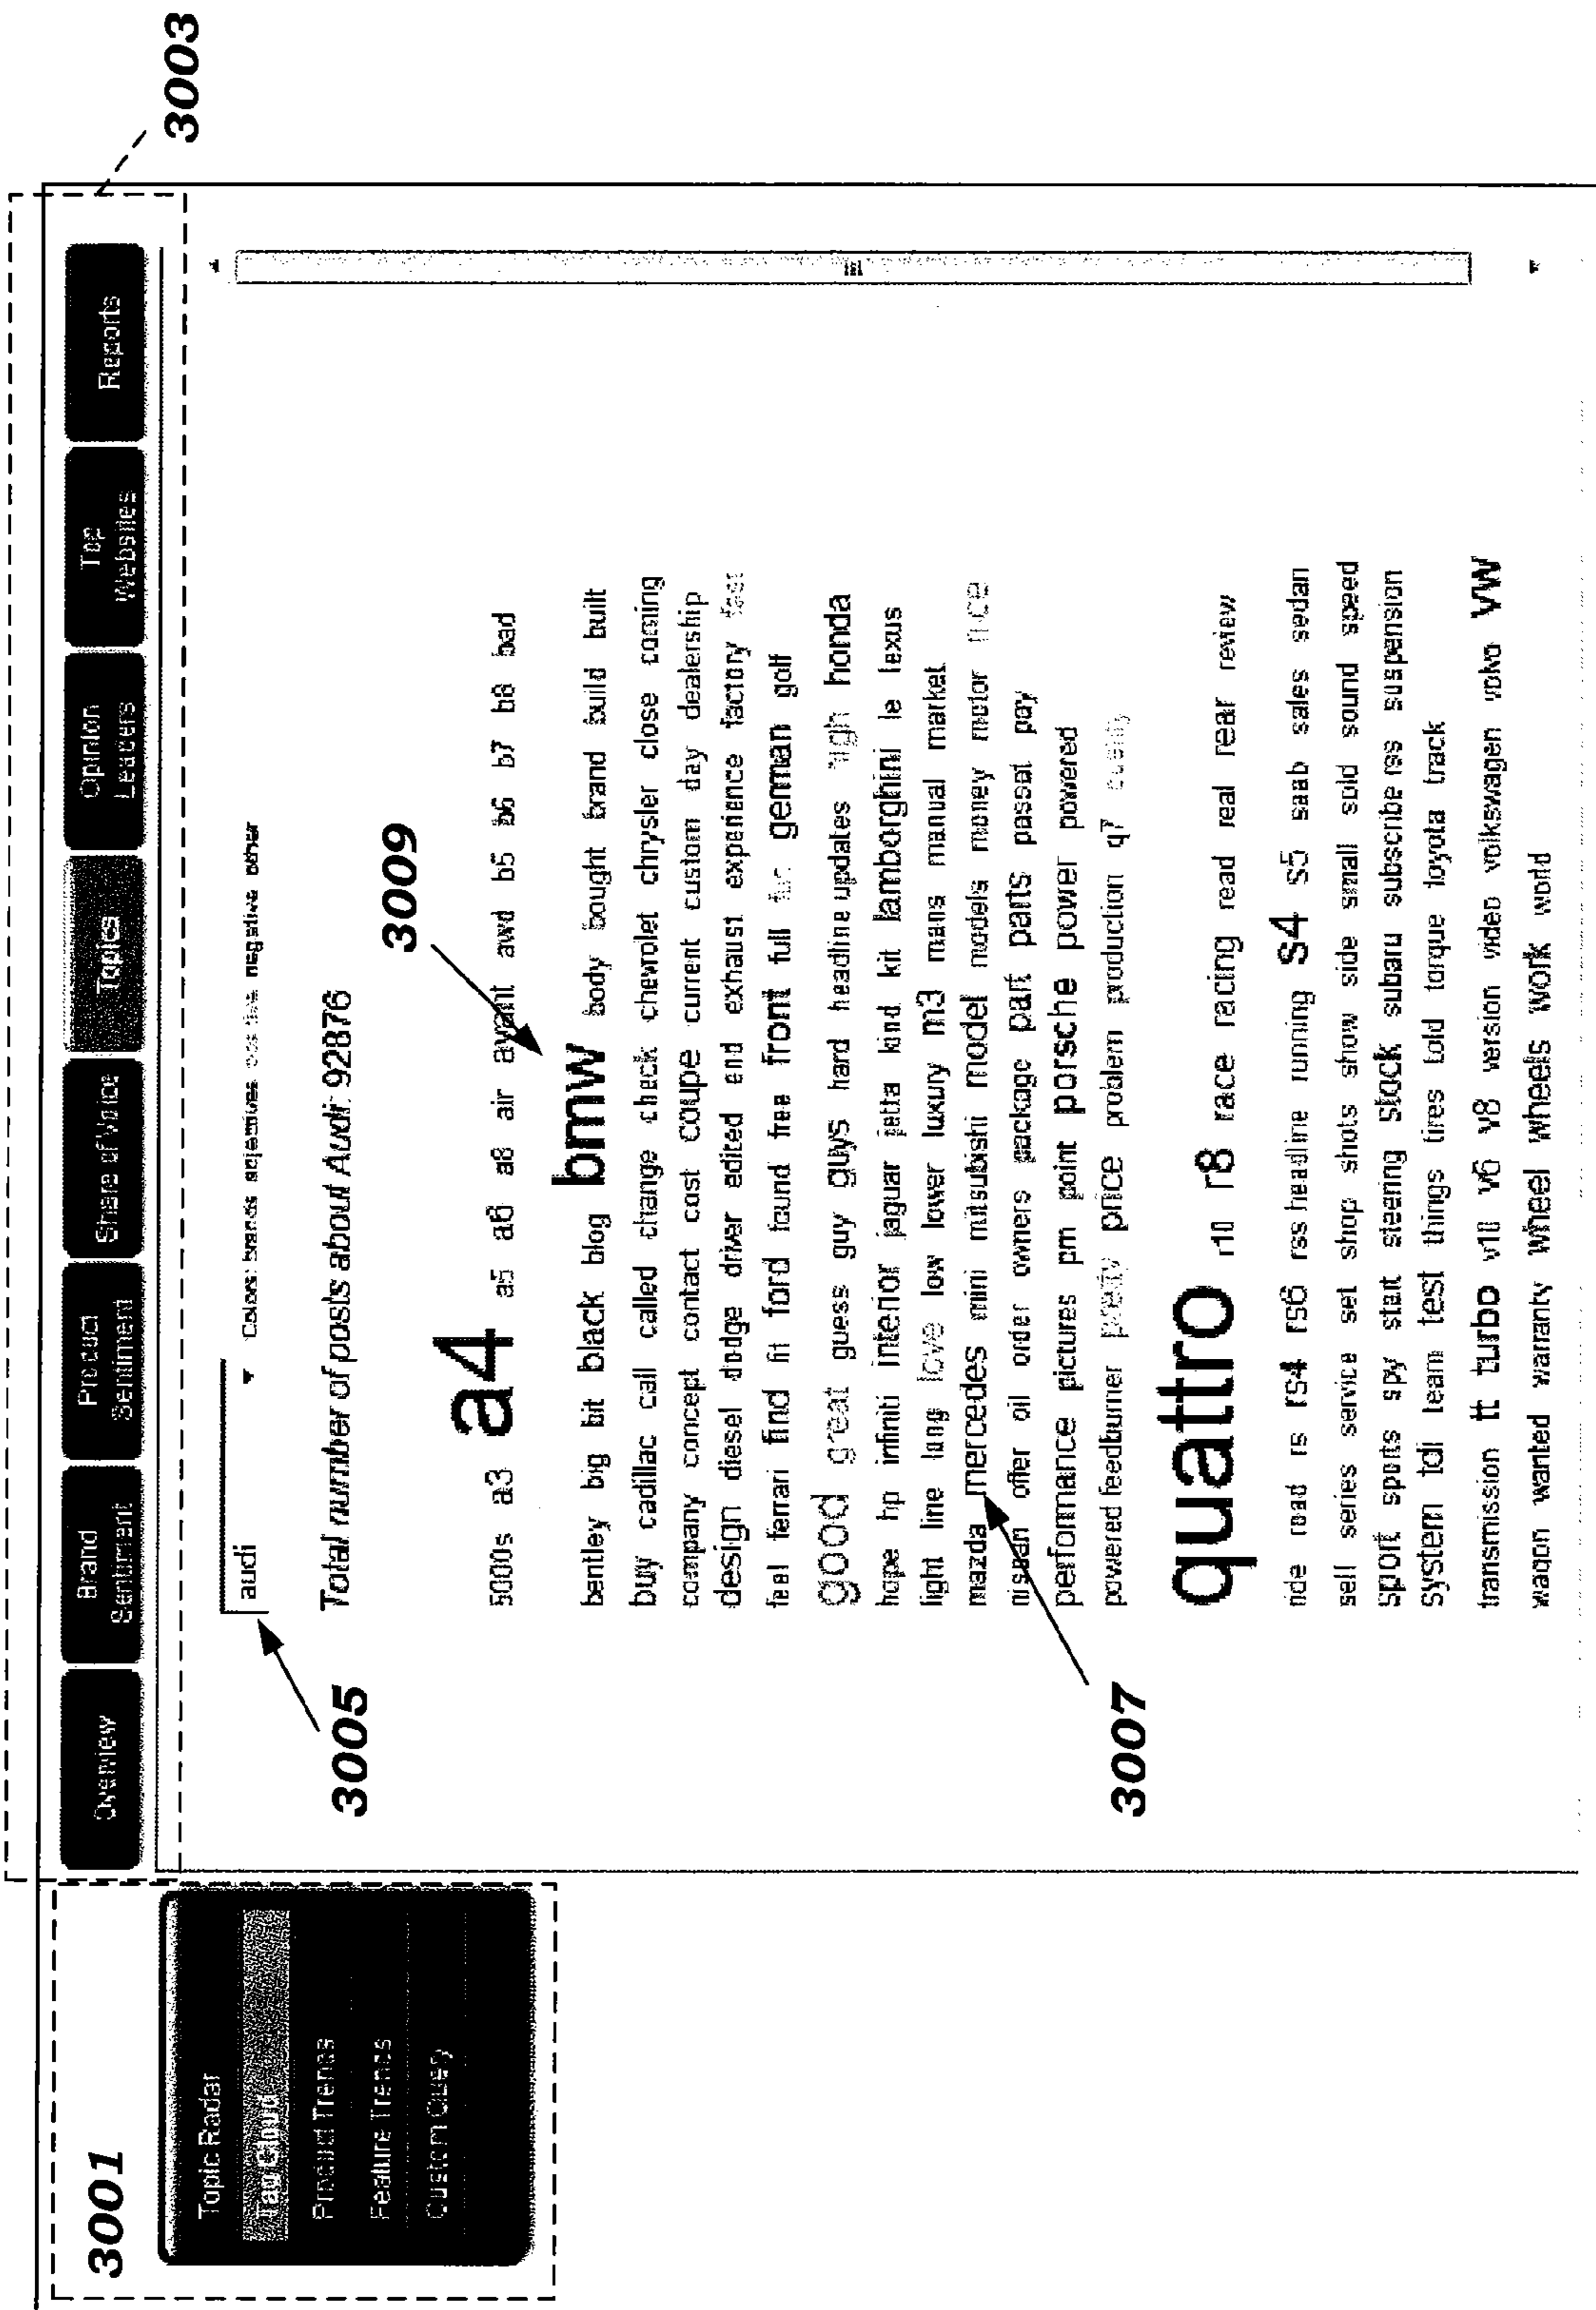 3003
Overview
Brand Sentiment
Product Sentiment
Share of Voice
Topics
Opinion Leaders
Top Websites
Reports
3001
Topic Radar
Tag Cloud
Product Trends
Feature Trends
Custom Query
3005
audi
Colors: brands adjectives positive negative other
Total number of posts about Audi: 92876
3009
5000s a3 a4 a5 a6 a8 air avant awd b5 b6 b7 b8 bad
bentley big bit black blog bmw body bought brand build built
buy cadillac call called change check chevrolet chrysler close coming
company concept contact cost coupe current custom day dealership
design diesel dodge driver edited end exhaust experience factory fast
feel ferrari find fit ford found free front full fun german golf
good great guess guy guys hard headline updates high honda
hope hp infiniti interior jaguar jetta kind kit lamborghini le lexus
light line long love low lower luxury m3 mans manual market
mazda mercedes mini mitsubishi model models money motor nice
nissan offer oil order owners package part parts passat pay
3007
performance pictures pm point porsche power powered
powered feedburner pretty price problem production q7 quality
quattro r10 r8 race racing read real rear review
ride road rs rs4 rs6 rss headline running s4 s5 saab sales sedan
sell series service set shop shots show side small sold sound speed
sport sports spy start steering stock subaru subscribe rss suspension
system tdi team test things tires told torque toyota track
transmission tt turbo v10 v6 v8 version video volkswagen volvo vw
wagon wanted warranty wheel wheels work world